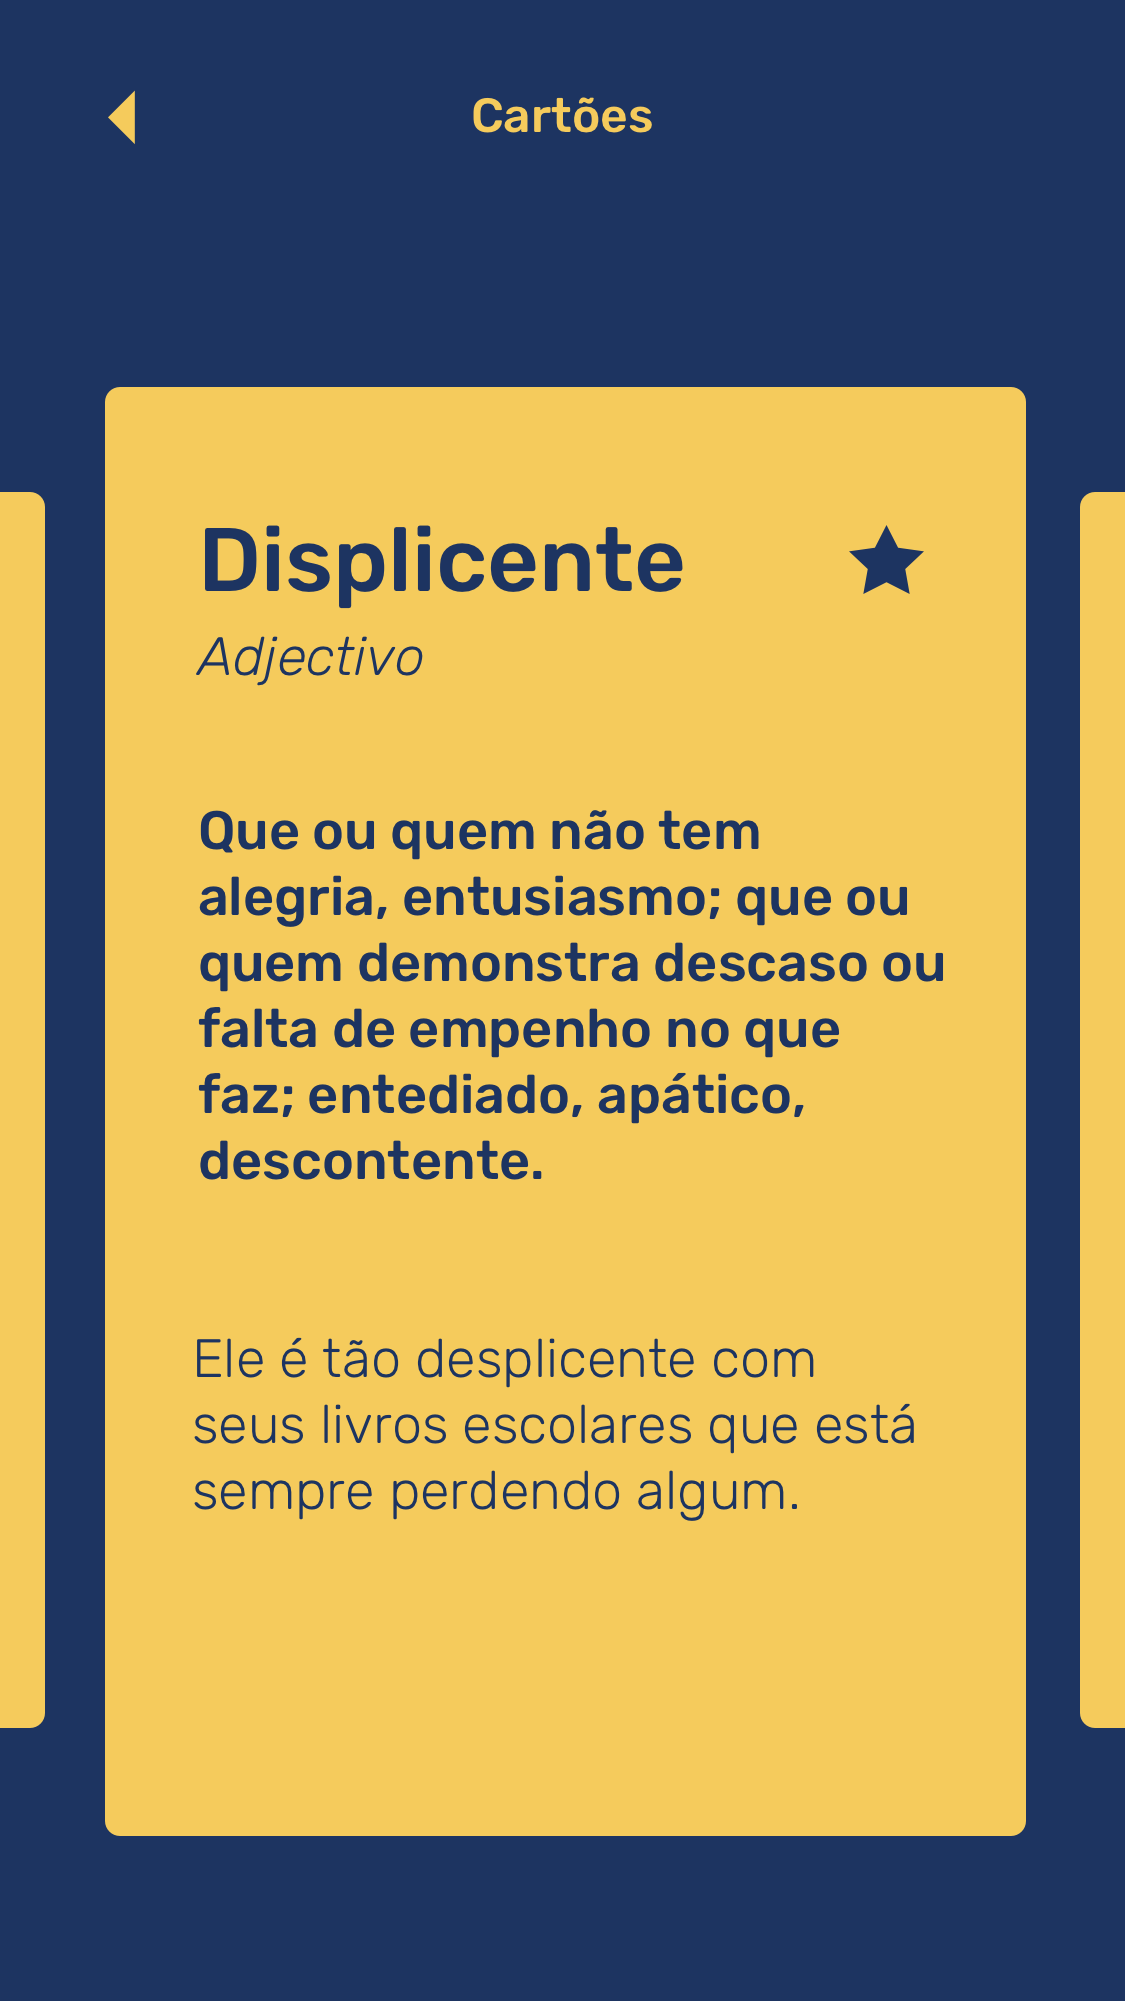 Cartões
Displicente
Adjectivo
Que ou quem não tem
alegria, entusiasmo; que ou
quem demonstra descaso ou
falta de empenho no que
faz; entediado, apático,
descontente.
Ele é tão desplicente com
seus livros escolares que está
sempre perdendo algum.